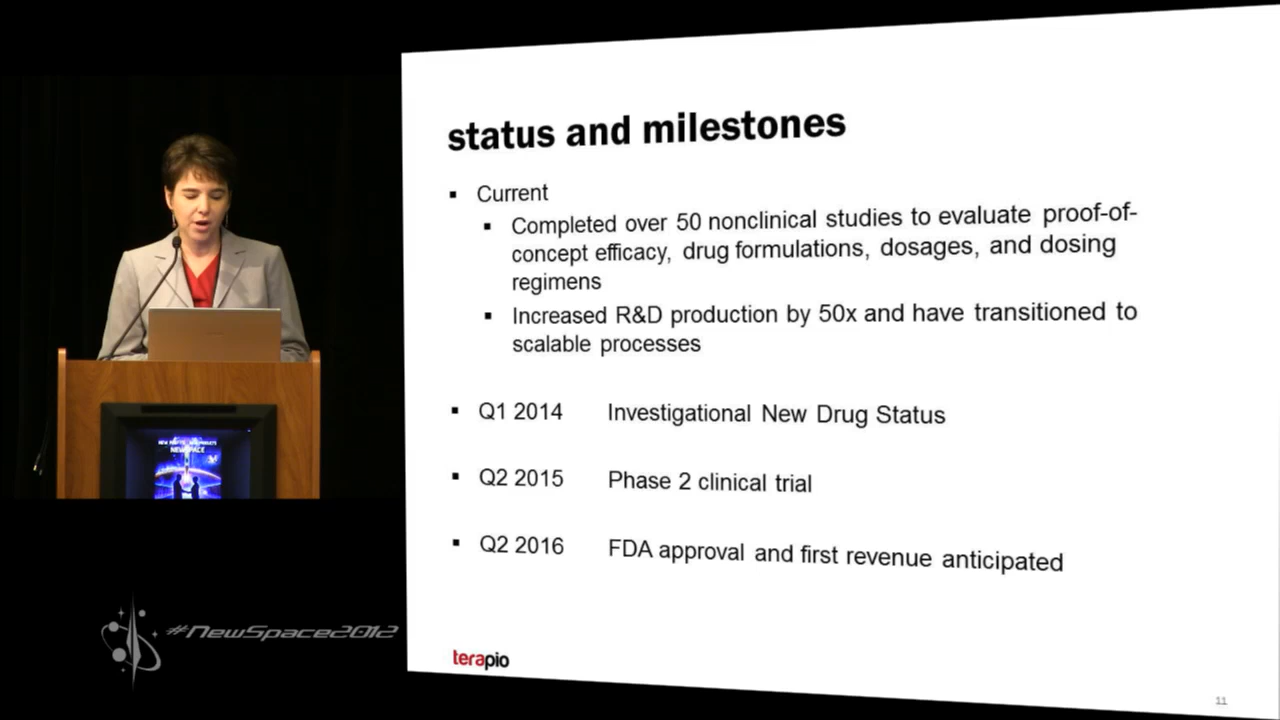 status and milestones
▪ Current
▪ Completed over 50 nonclinical studies to evaluate proof-of-
concept efficacy, drug formulations, dosages, and dosing
regimens
▪ Increased R&D production by 50x and have transitioned to
scalable processes
▪ Q1 2014 Investigational New Drug Status
▪ Q2 2015 Phase 2 clinical trial
▪ Q2 2016 FDA approval and first revenue anticipated
terapio
11
NEWSPACE
#NewSpace2012